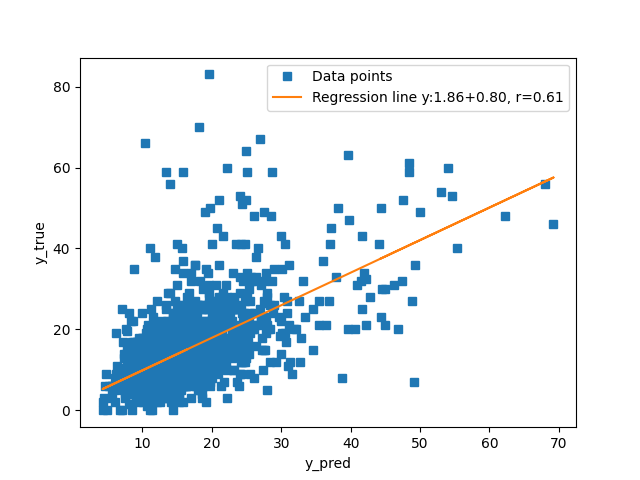 Data points
Regression line y:1.86+0.80, r=0.61
80
60
40
20
0
y_true
10 20 30 40 50 60 70
y_pred